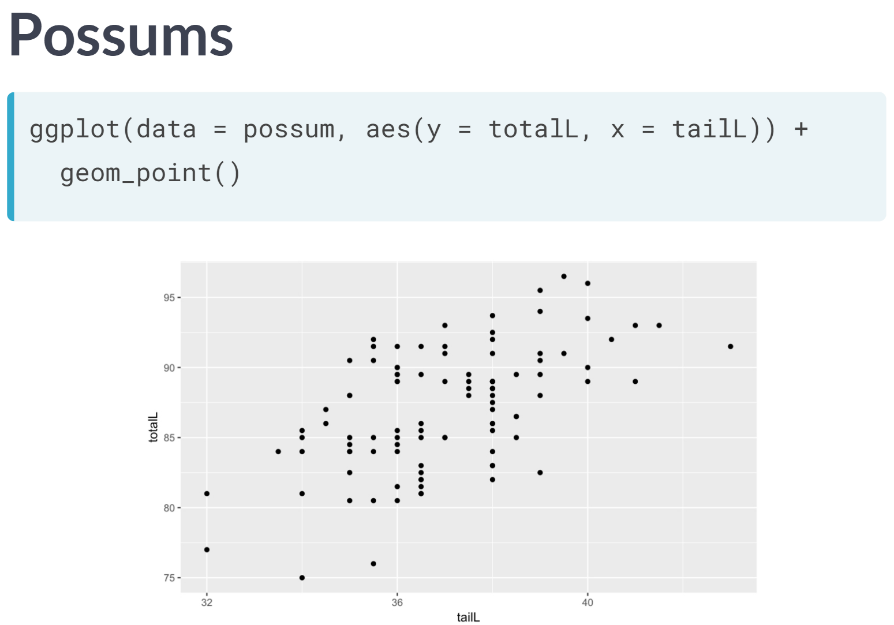 Possums
ggplot(data = possum, aes(y = totalL, x = tailL)) +
  geom_point()
95
90
85
80
75
totalL
32
36
40
tailL